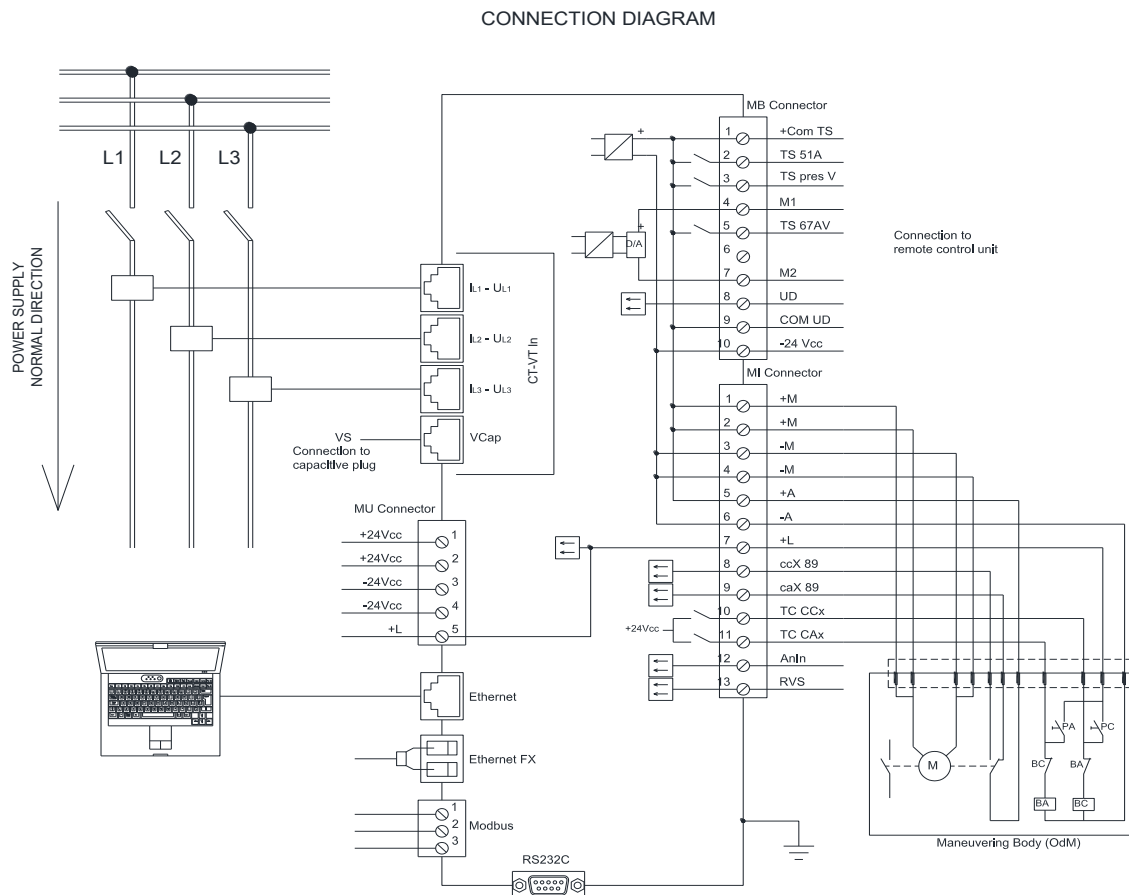 CONNECTION DIAGRAM
L1
L2
L3
POWER SUPPLY
NORMAL DIRECTION
IL1 - UL1
IL2 - UL2
IL3 - UL3
VCap
CT-VT In
VS
Connection to
capacitive plug
MU Connector
+24Vcc 1
+24Vcc 2
-24Vcc 3
-24Vcc 4
+L 5
Ethernet
Ethernet FX
1
2
3
Modbus
RS232C
MB Connector
+
1 +Com TS
2 TS 51A
3 TS pres V
4 M1
+
D/A
5 TS 67AV
6
7 M2
8 UD
9 COM UD
10 -24 Vcc
Connection to
remote control unit
MI Connector
1 +M
2 +M
3 -M
4 -M
5 +A
6 -A
7 +L
8 ccX 89
9 caX 89
10 TC CCx
+24Vcc
11 TC CAx
12 AnIn
13 RVS
PA
PC
M
BC
BA
BA
BC
Maneuvering Body (OdM)